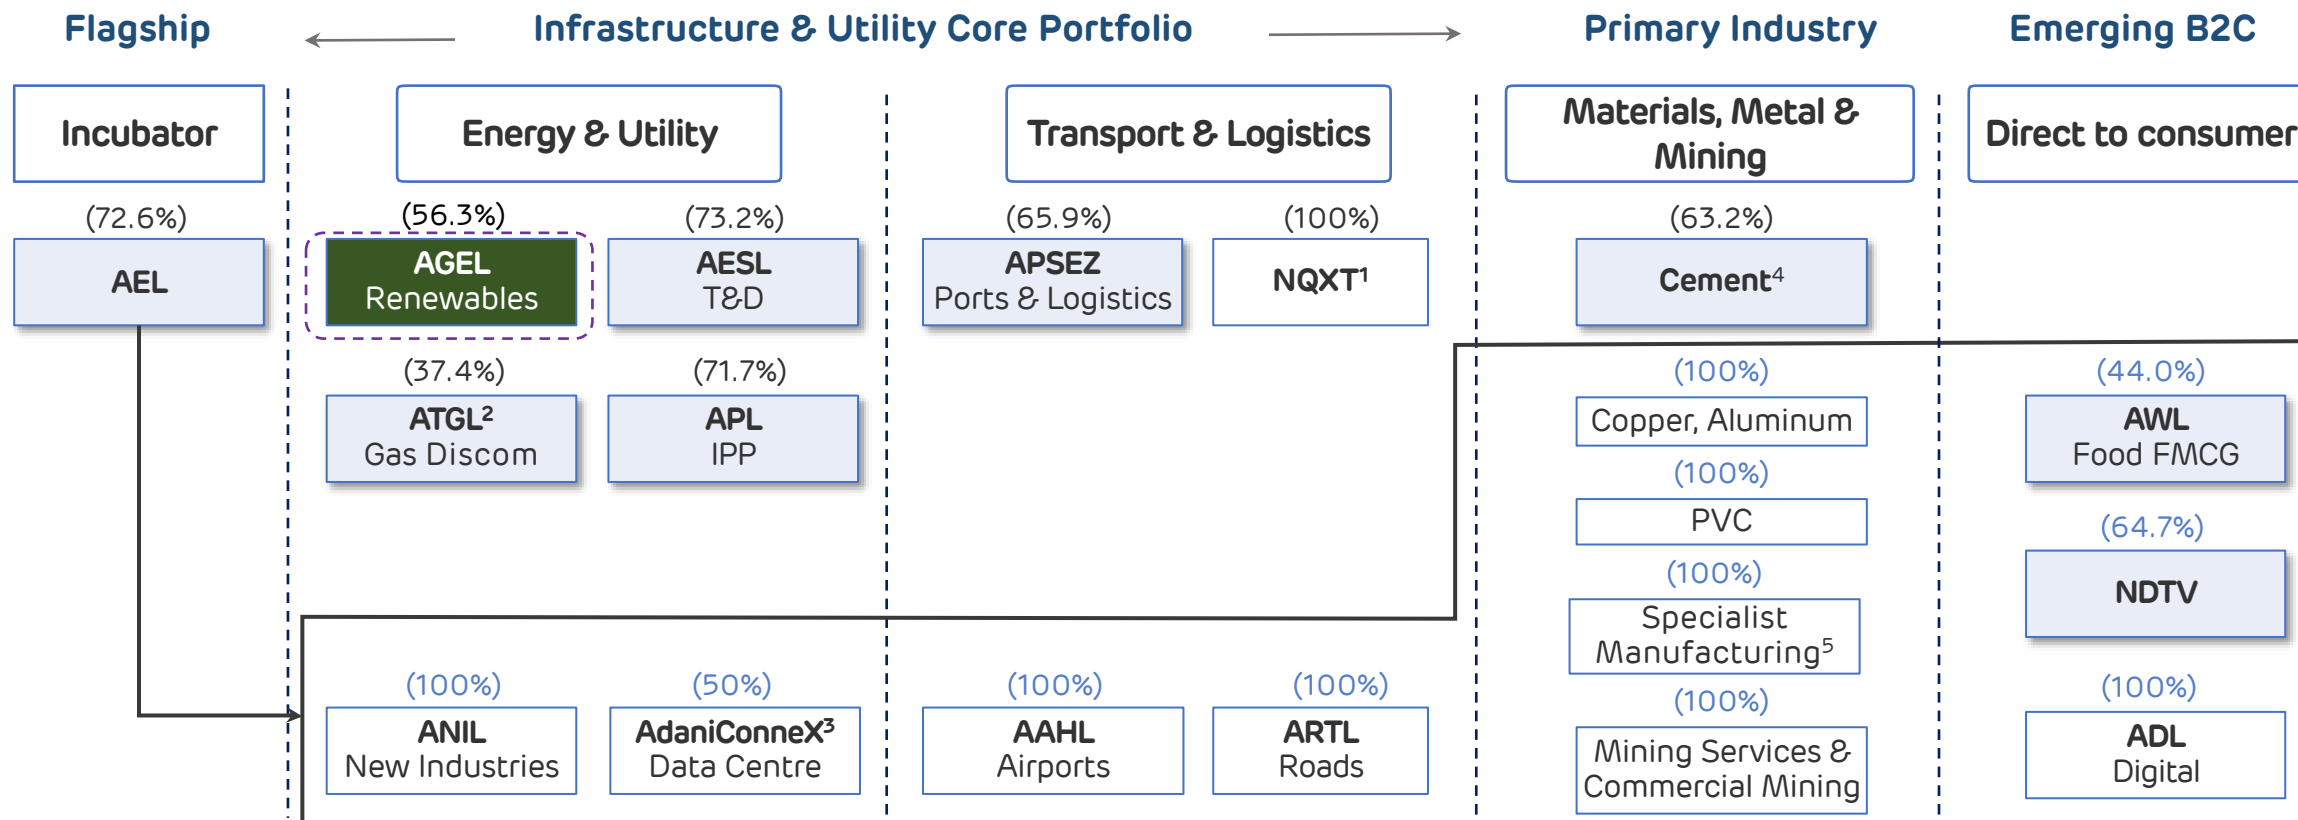 Flagship
Infrastructure & Utility Core Portfolio
Primary Industry
Emerging B2C
Incubator
Energy & Utility
Transport & Logistics
Materials, Metal &
Mining
Direct to consumer
(72.6%)
AEL
(56.3%)
AGEL
Renewables
(73.2%)
AESL
T&D
(65.9%)
APSEZ
Ports & Logistics
(100%)
NQXT¹
(63.2%)
Cement⁴
(37.4%)
ATGL²
Gas Discom
(71.7%)
APL
IPP
(100%)
Copper, Aluminum
(100%)
PVC
(100%)
Specialist
Manufacturing⁵
(100%)
Mining Services &
Commercial Mining
(44.0%)
AWL
Food FMCG
(64.7%)
NDTV
(100%)
ADL
Digital
(100%)
ANIL
New Industries
(50%)
AdaniConneX³
Data Centre
(100%)
AAHL
Airports
(100%)
ARTL
Roads